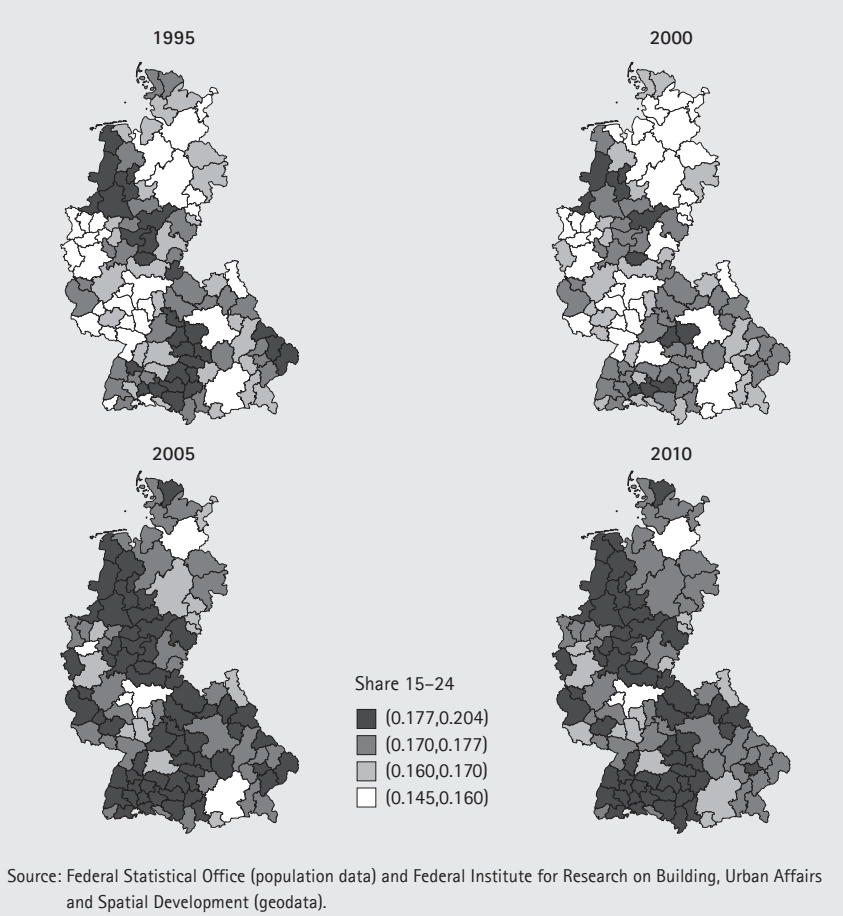 1995
2000
2005
2010
Share 15–24
(0.177,0.204)
(0.170,0.177)
(0.160,0.170)
(0.145,0.160)
Source: Federal Statistical Office (population data) and Federal Institute for Research on Building, Urban Affairs
and Spatial Development (geodata).